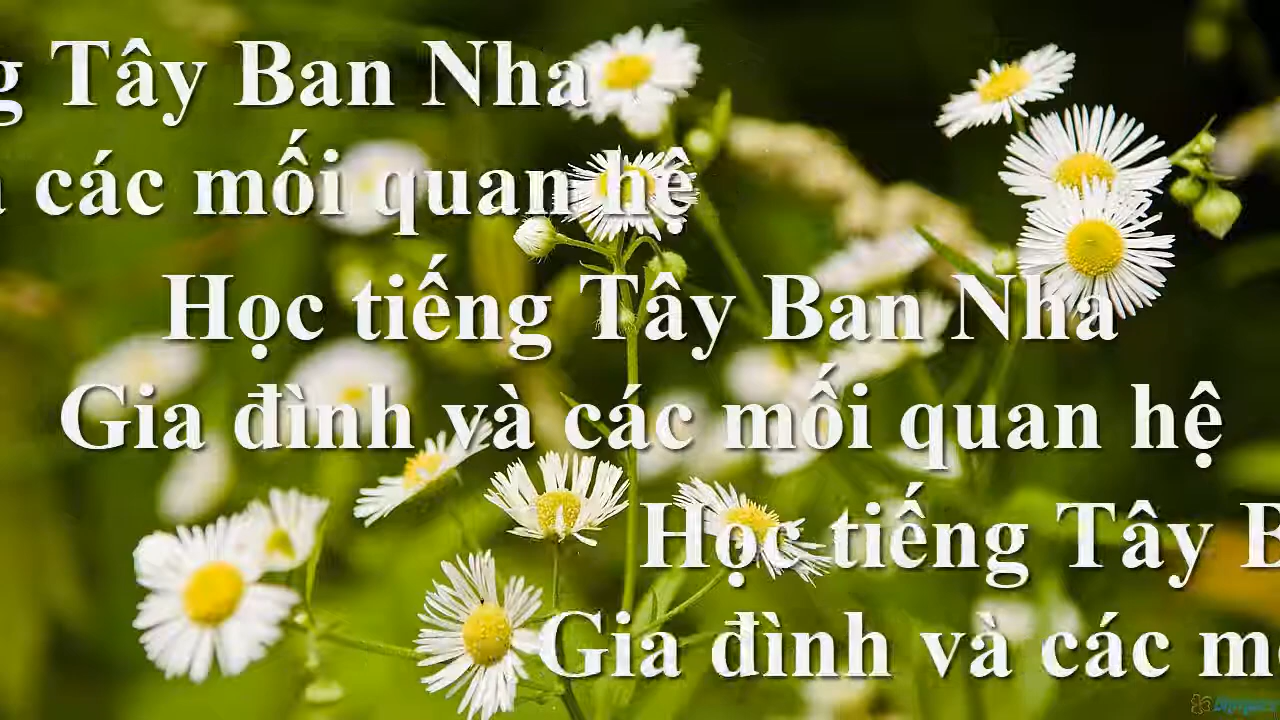 g Tây Ban Nha
các mối quan hệ
Học tiếng Tây Ban Nha
Gia đình và các mối quan hệ
Học tiếng Tây B
Gia đình và các m